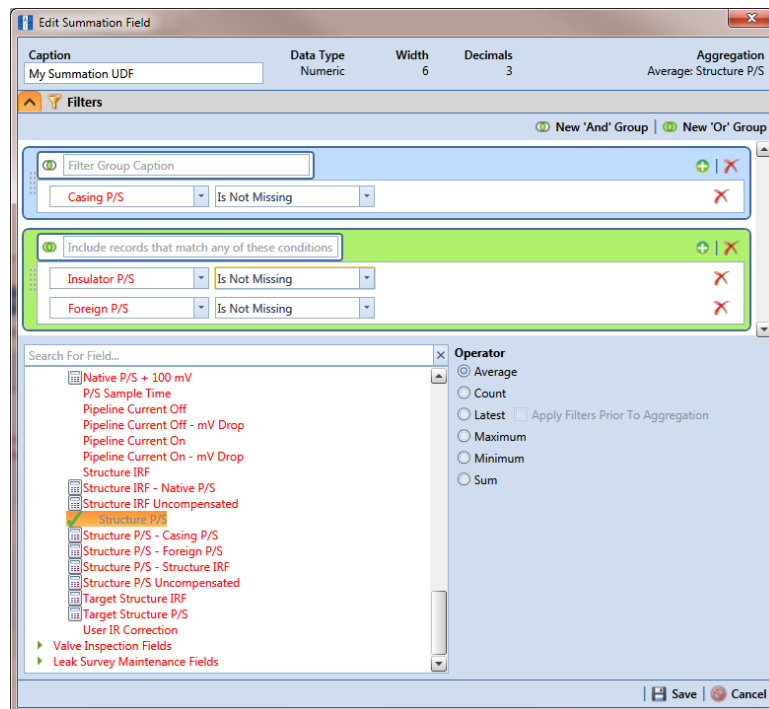 Edit Summation Field
Caption Data Type Width Decimals Aggregation
My Summation UDF Numeric 6 3 Average: Structure P/S
Filters
New 'And' Group New 'Or' Group
Filter Group Caption
Casing P/S Is Not Missing
Include records that match any of these conditions
Insulator P/S Is Not Missing
Foreign P/S Is Not Missing
Search For Field...
Native P/S + 100 mV
P/S Sample Time
Pipeline Current Off
Pipeline Current Off - mV Drop
Pipeline Current On
Pipeline Current On - mV Drop
Structure IRF
Structure IRF - Native P/S
Structure IRF Uncompensated
Structure P/S
Structure P/S - Casing P/S
Structure P/S - Foreign P/S
Structure P/S - Structure IRF
Structure P/S Uncompensated
Target Structure IRF
Target Structure P/S
User IR Correction
Valve Inspection Fields
Leak Survey Maintenance Fields
Operator
Average
Count
Latest Apply Filters Prior To Aggregation
Maximum
Minimum
Sum
Save Cancel